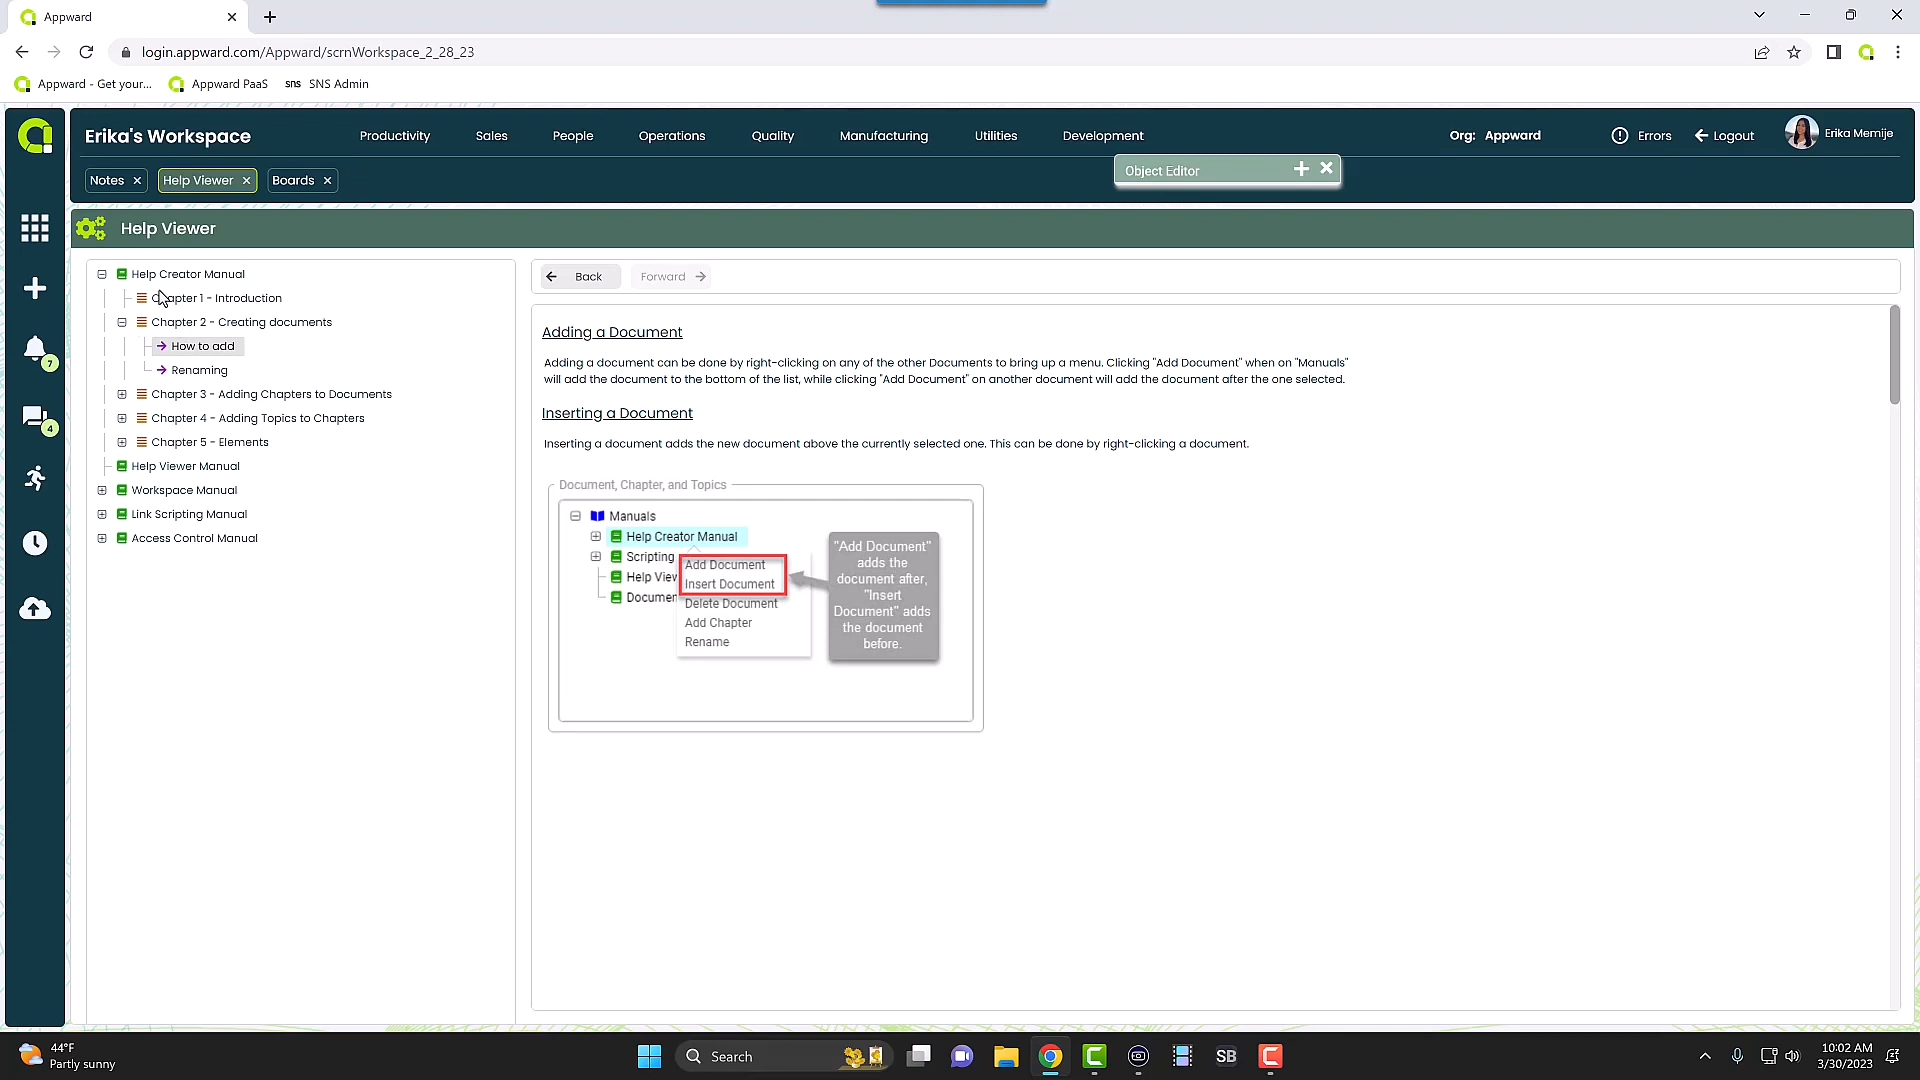 Appward
login.appward.com/Appward/scrnWorkspace_2_28_23
Appward - Get your...
Appward PaaS
sns SNS Admin
Erika's Workspace
Productivity
Sales
People
Operations
Quality
Manufacturing
Utilities
Development
Org: Appward
Errors
Logout
Erika Memije
Notes
Help Viewer
Boards
Object Editor
Help Viewer
7
4
Help Creator Manual
Chapter 1 - Introduction
Chapter 2 - Creating documents
How to add
Renaming
Chapter 3 - Adding Chapters to Documents
Chapter 4 - Adding Topics to Chapters
Chapter 5 - Elements
Help Viewer Manual
Workspace Manual
Link Scripting Manual
Access Control Manual
Back
Forward
Adding a Document
Adding a document can be done by right-clicking on any of the other Documents to bring up a menu. Clicking "Add Document" when on "Manuals"
will add the document to the bottom of the list, while clicking "Add Document" on another document will add the document after the one selected.
Inserting a Document
Inserting a document adds the new document above the currently selected one. This can be done by right-clicking a document.
Document, Chapter, and Topics
Manuals
Help Creator Manual
Scripting
Help View
Documen
Add Document
Insert Document
Delete Document
Add Chapter
Rename
"Add Document"
adds the
document after,
"Insert
Document" adds
the document
before.
44°F
Partly sunny
Search
SB
10:02 AM
3/30/2023